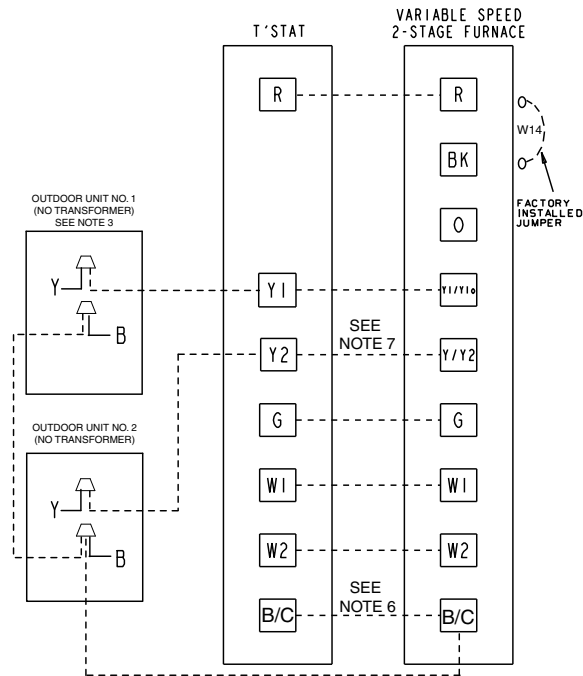 VARIABLE SPEED
2-STAGE FURNACE
T'STAT
R
R
W14
BK
FACTORY
INSTALLED
JUMPER
O
OUTDOOR UNIT NO. 1
(NO TRANSFORMER)
SEE NOTE 3
Y
B
Y1
Y1/Y1o
SEE
NOTE 7
Y2
Y/Y2
G
G
OUTDOOR UNIT NO. 2
(NO TRANSFORMER)
Y
B
W1
W1
W2
W2
SEE
NOTE 6
B/C
B/C